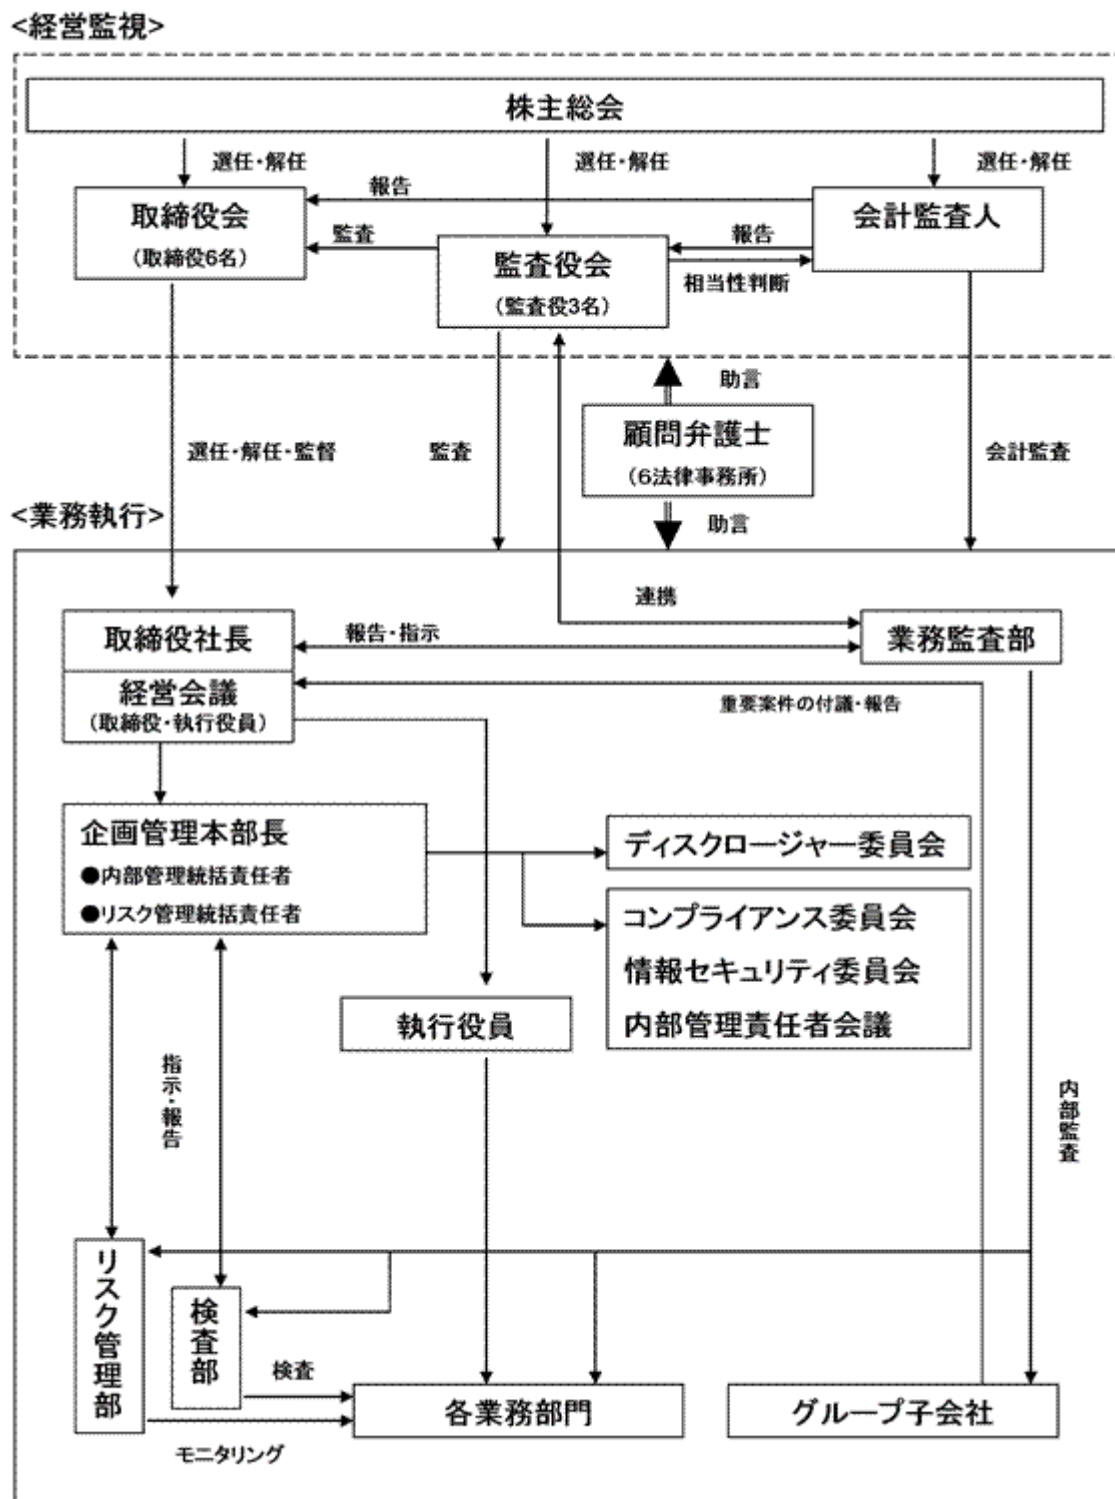 <経営監視>
株主総会
選任・解任
選任・解任
選任・解任
報告
取締役会
(取締役6名)
会計監査人
監査
報告
監査役会
(監査役3名)
相当性判断
助言
顧問弁護士
(6法律事務所)
選任・解任・監督
監査
会計監査
助言
<業務執行>
連携
取締役社長
報告・指示
業務監査部
経営会議
(取締役・執行役員)
重要案件の付議・報告
企画管理本部長
●内部管理統括責任者
●リスク管理統括責任者
ディスクロージャー委員会
コンプライアンス委員会
情報セキュリティ委員会
内部管理責任者会議
執行役員
指示・報告
内部監査
リスク管理部
検査部
検査
各業務部門
グループ子会社
モニタリング